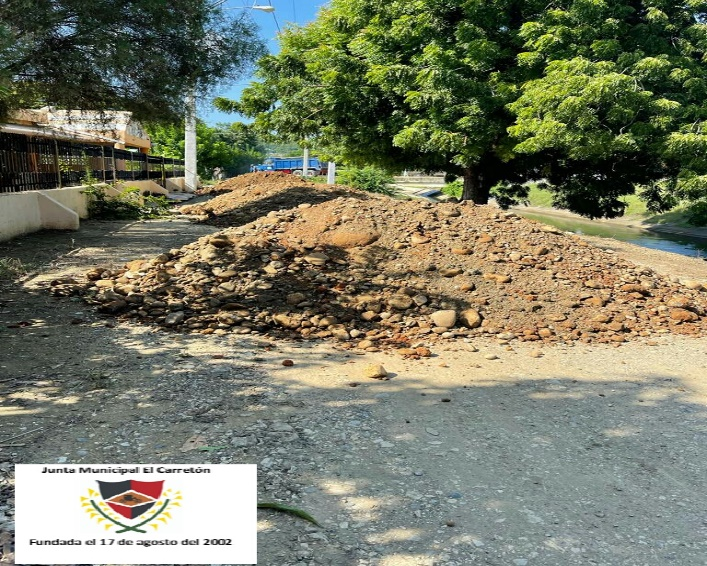 Junta Municipal El Carretón
Fundada el 17 de agosto del 2002